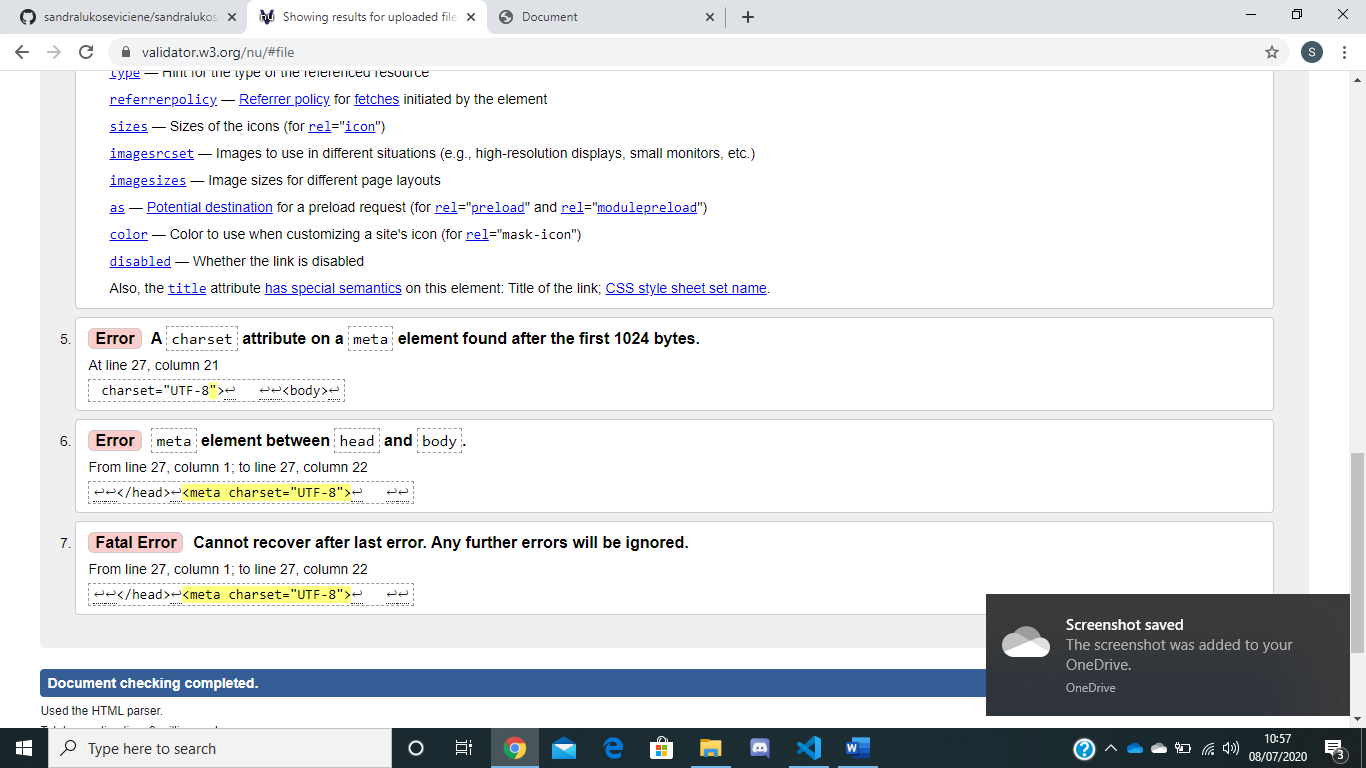 sandralukoseviciene/sandralukos
Showing results for uploaded file
Document
validator.w3.org/nu/#file
S
type — Hint for the type of the referenced resource
referrerpolicy — Referrer policy for fetches initiated by the element
sizes — Sizes of the icons (for rel="icon")
imagesrcset — Images to use in different situations (e.g., high-resolution displays, small monitors, etc.)
imagesizes — Image sizes for different page layouts
as — Potential destination for a preload request (for rel="preload" and rel="modulepreload")
color — Color to use when customizing a site's icon (for rel="mask-icon")
disabled — Whether the link is disabled
Also, the title attribute has special semantics on this element: Title of the link; CSS style sheet set name.
5. Error A charset attribute on a meta element found after the first 1024 bytes.
At line 27, column 21
charset="UTF-8">↩ ↩↩<body>↩
6. Error meta element between head and body.
From line 27, column 1; to line 27, column 22
↩↩</head>↩<meta charset="UTF-8">↩ ↩↩
7. Fatal Error Cannot recover after last error. Any further errors will be ignored.
From line 27, column 1; to line 27, column 22
↩↩</head>↩<meta charset="UTF-8">↩ ↩↩
Screenshot saved
The screenshot was added to your
OneDrive.
OneDrive
Document checking completed.
Used the HTML parser.
Type here to search
10:57
08/07/2020
3